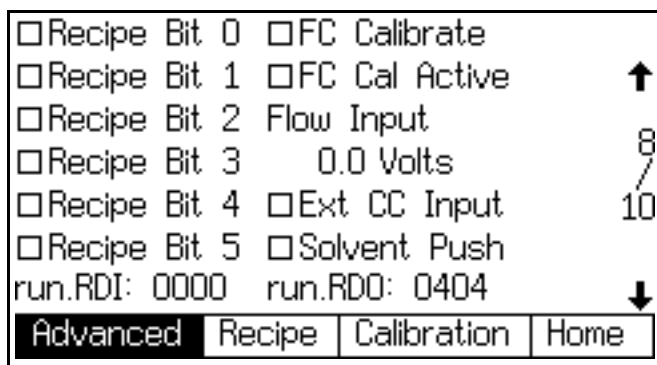 □Recipe Bit 0 □FC Calibrate
□Recipe Bit 1 □FC Cal Active
□Recipe Bit 2 Flow Input
□Recipe Bit 3 0.0 Volts
8/10
□Recipe Bit 4 □Ext CC Input
□Recipe Bit 5 □Solvent Push
run.RDI: 0000 run.RDO: 0404
Advanced Recipe Calibration Home